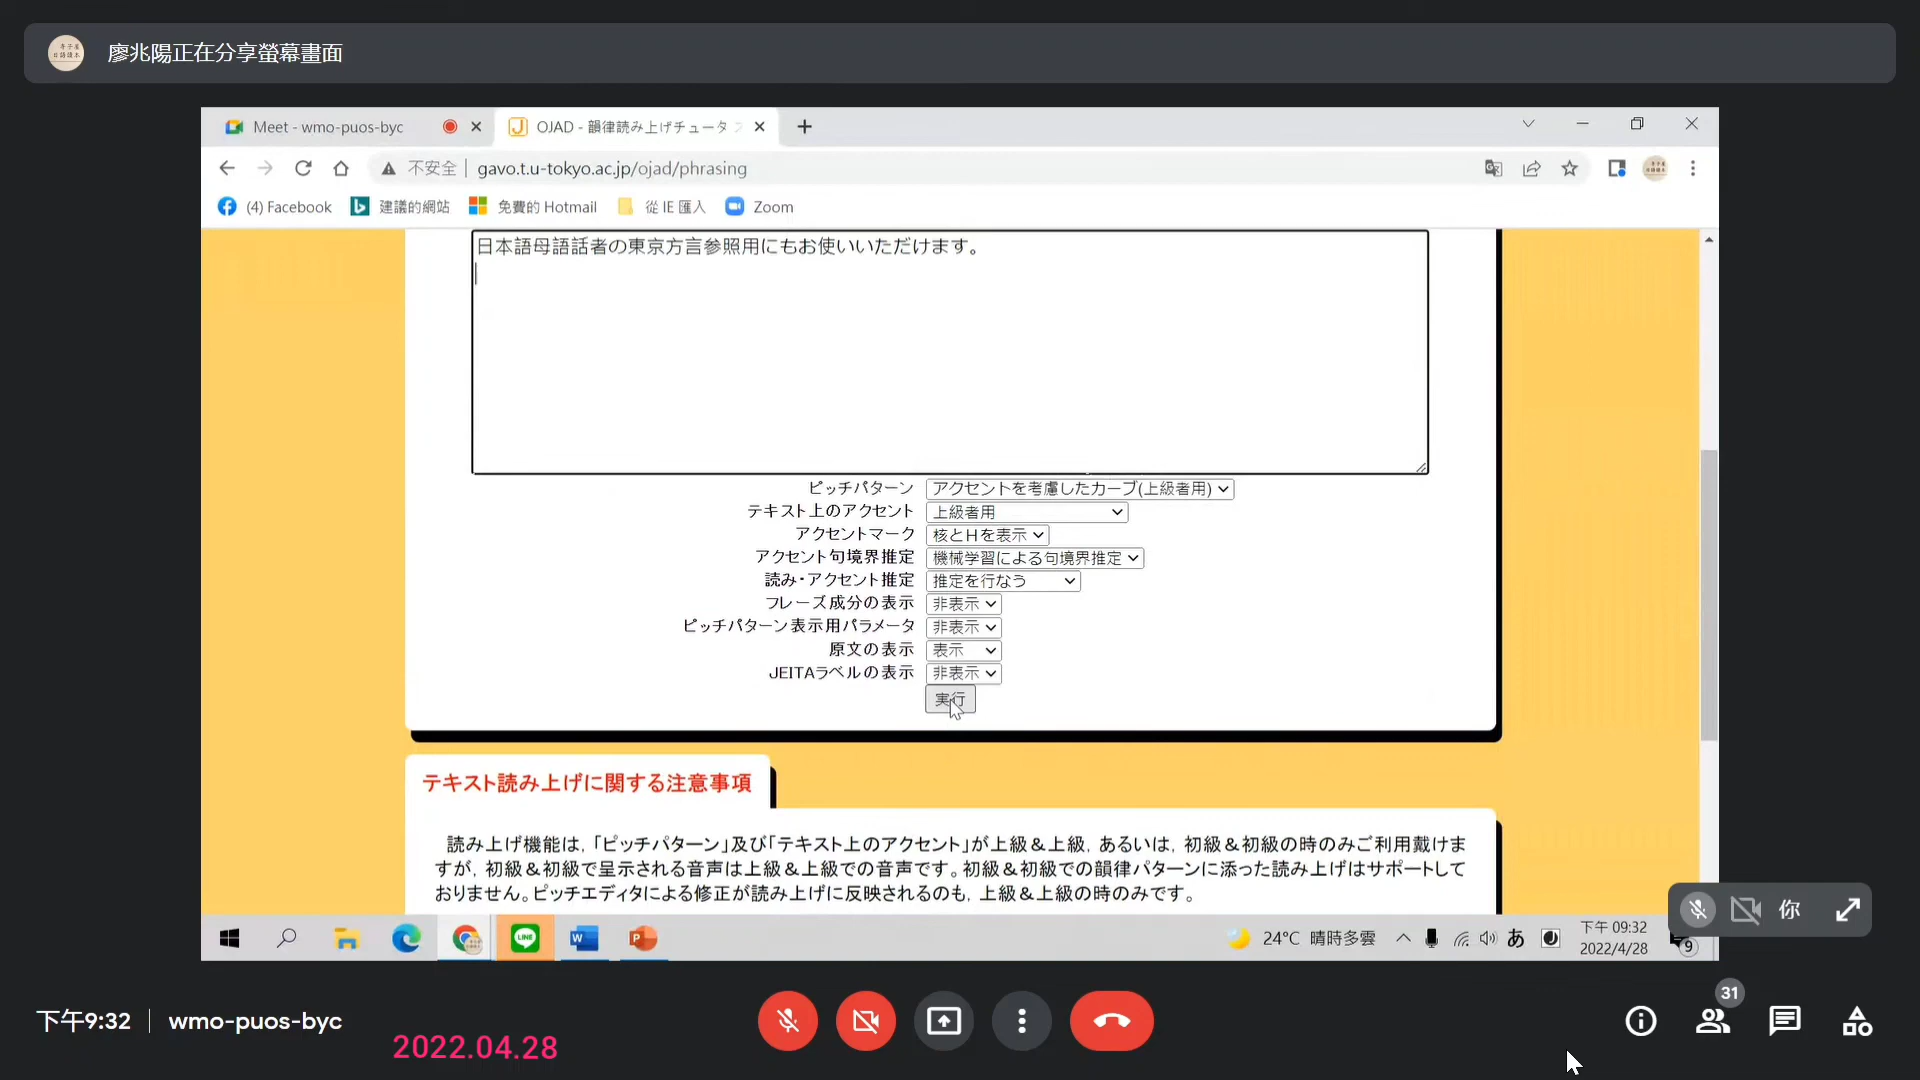 廖兆陽正在分享螢幕畫面
Meet - wmo-puos-byc
OJAD - 韻律読み上げチュータ
不安全
gavo.t.u-tokyo.ac.jp/ojad/phrasing
(4) Facebook 建議的網站 免費的 Hotmail 從 IE 匯入 Zoom
日本語母語話者の東京方言参照用にもお使いいただけます。
ピッチパターン アクセントを考慮したカーブ(上級者用)
テキスト上のアクセント 上級者用
アクセントマーク 核とHを表示
アクセント句境界推定 機械学習による句境界推定
読み・アクセント推定 推定を行なう
フレーズ成分の表示 非表示
ピッチパターン表示用パラメータ 非表示
原文の表示 表示
JEITAラベルの表示 非表示
実行
テキスト読み上げに関する注意事項
読み上げ機能は,「ピッチパターン」及び「テキスト上のアクセント」が上級&上級, あるいは, 初級&初級の時のみご利用戴けま
すが, 初級&初級で呈示される音声は上級&上級での音声です。初級&初級での韻律パターンに添った読み上げはサポートして
おりません。ピッチエディタによる修正が読み上げに反映されるのも, 上級&上級の時のみです。
你
LINE
24°C 晴時多雲
あ
下午 09:32
2022/4/28
9
下午9:32 wmo-puos-byc
2022.04.28
31